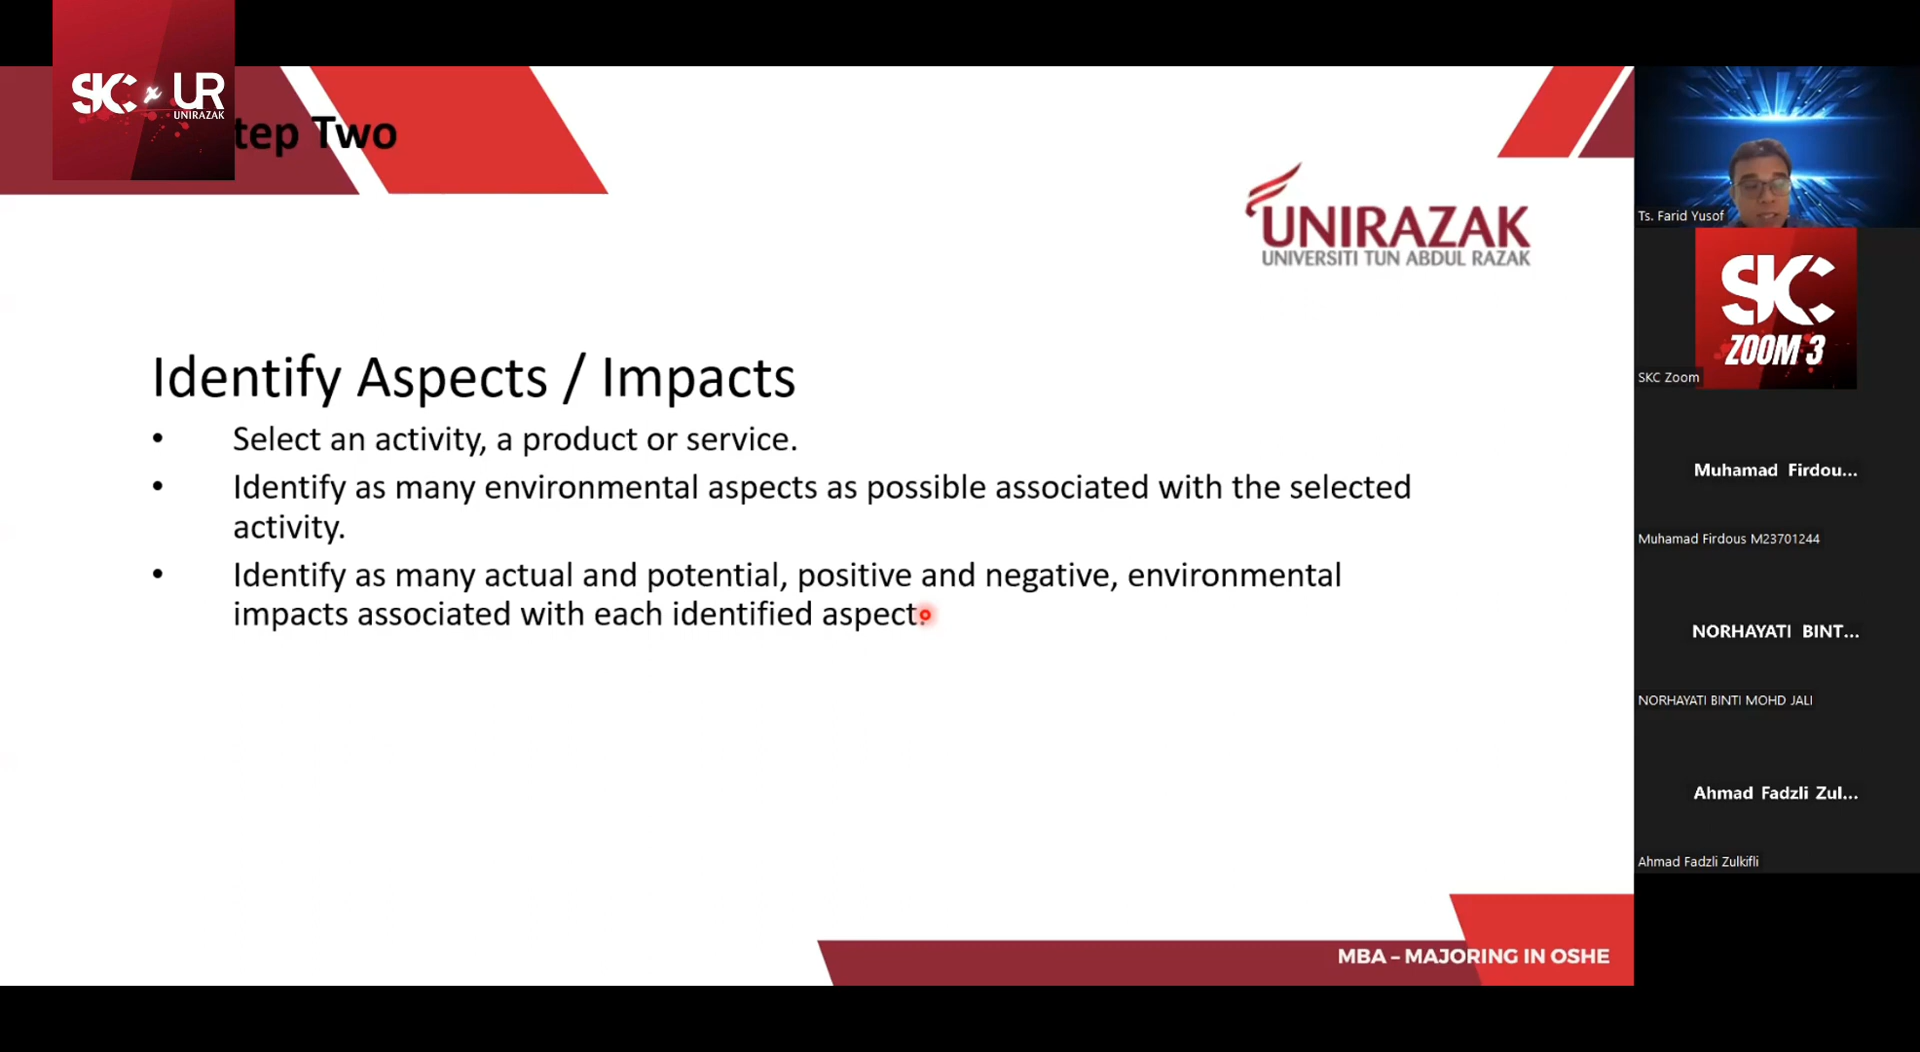 SKC x UR
UNIRAZAK
tep Two
UNIRAZAK
UNIVERSITI TUN ABDUL RAZAK
Identify Aspects / Impacts
• Select an activity, a product or service.
• Identify as many environmental aspects as possible associated with the selected
activity.
• Identify as many actual and potential, positive and negative, environmental
impacts associated with each identified aspect.
MBA – MAJORING IN OSHE
Ts. Farid Yusof
SKC
ZOOM 3
SKC Zoom
Muhamad Firdou...
Muhamad Firdous M23701244
NORHAYATI BINT...
NORHAYATI BINTI MOHD JALI
Ahmad Fadzli Zul...
Ahmad Fadzli Zulkifli